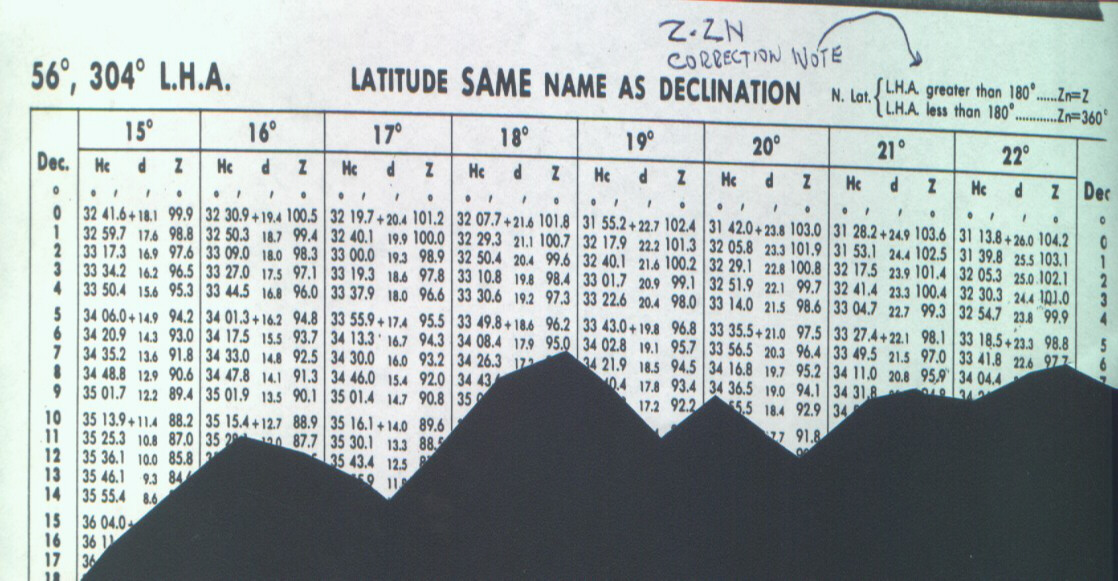 Z-ZN
CORRECTION NOTE
56°, 304° L.H.A. LATITUDE SAME NAME AS DECLINATION N. Lat. { L.H.A. greater than 180°.....Zn=Z
L.H.A. less than 180°............Zn=360°
15° 16° 17° 18° 19° 20° 21° 22°
Dec. Hc d Z Hc d Z Hc d Z Hc d Z Hc d Z Hc d Z Hc d Z Hc d Z Dec
° ° ' ' ° ° ' ' ° ° ' ' ° ° ' ' ° ° ' ' ° ° ' ' ° ° ' ' ° ° ' ' ° °
0 32 41.6 +18.1 99.9 32 30.9 +19.4 100.5 32 19.7 +20.4 101.2 32 07.7 +21.6 101.8 31 55.2 +22.7 102.4 31 42.0 +23.8 103.0 31 28.2 +24.9 103.6 31 13.8 +26.0 104.2 0
1 32 59.7 17.6 98.8 32 50.3 18.7 99.4 32 40.1 19.9 100.0 32 29.3 21.1 100.7 32 17.9 22.2 101.3 32 05.8 23.3 101.9 31 53.1 24.4 102.5 31 39.8 25.5 103.1 1
2 33 17.3 16.9 97.6 33 09.0 18.0 98.3 33 00.0 19.3 98.9 32 50.4 20.4 99.6 32 40.1 21.6 100.2 32 29.1 22.8 100.8 32 17.5 23.9 101.4 32 05.3 25.0 102.1 2
3 33 34.2 16.2 96.5 33 27.0 17.5 97.1 33 19.3 18.6 97.8 33 10.8 19.8 98.4 33 01.7 20.9 99.1 32 51.9 22.1 99.7 32 41.4 23.3 100.4 32 30.3 24.4 101.0 3
4 33 50.4 15.6 95.3 33 44.5 16.8 96.0 33 37.9 18.0 96.6 33 30.6 19.2 97.3 33 22.6 20.4 98.0 33 14.0 21.5 98.6 33 04.7 22.7 99.3 32 54.7 23.8 99.9 4
5 34 06.0 +14.9 94.2 34 01.3 +16.2 94.8 33 55.9 +17.4 95.5 33 49.8 +18.6 96.2 33 43.0 +19.8 96.8 33 35.5 +21.0 97.5 33 27.4 +22.1 98.1 33 18.5 +23.3 98.8 5
6 34 20.9 14.3 93.0 34 17.5 15.5 93.7 34 13.3 16.7 94.3 34 08.4 17.9 95.0 34 02.8 19.1 95.7 33 56.5 20.3 96.4 33 49.5 21.5 97.0 33 41.8 22.6 97.7 6
7 34 35.2 13.6 91.8 34 33.0 14.8 92.5 34 30.0 16.0 93.2 34 26.3 34 21.9 18.5 94.5 34 16.8 19.7 95.2 34 11.0 20.8 95.9 34 04.4
8 34 48.8 12.9 90.6 34 47.8 14.1 91.3 34 46.0 15.4 92.0 34 17.8 93.4 34 36.5 19.0 94.1 34 31.8
9 35 01.7 12.2 89.4 35 01.9 13.5 90.1 35 01.4 14.7 90.8 17.2 92.2 18.4 92.9
10 35 13.9 +11.4 88.2 35 15.4 +12.7 88.9 35 16.1 +14.0 89.6 91.8
11 35 25.3 10.8 87.0 35 87.7 35 30.1 13.3
12 35 36.1 10.0 85.8 35 43.4 12.5
13 35 46.1 9.3
14 35 55.4 8.6
15 36 04.0
16 36
17
18